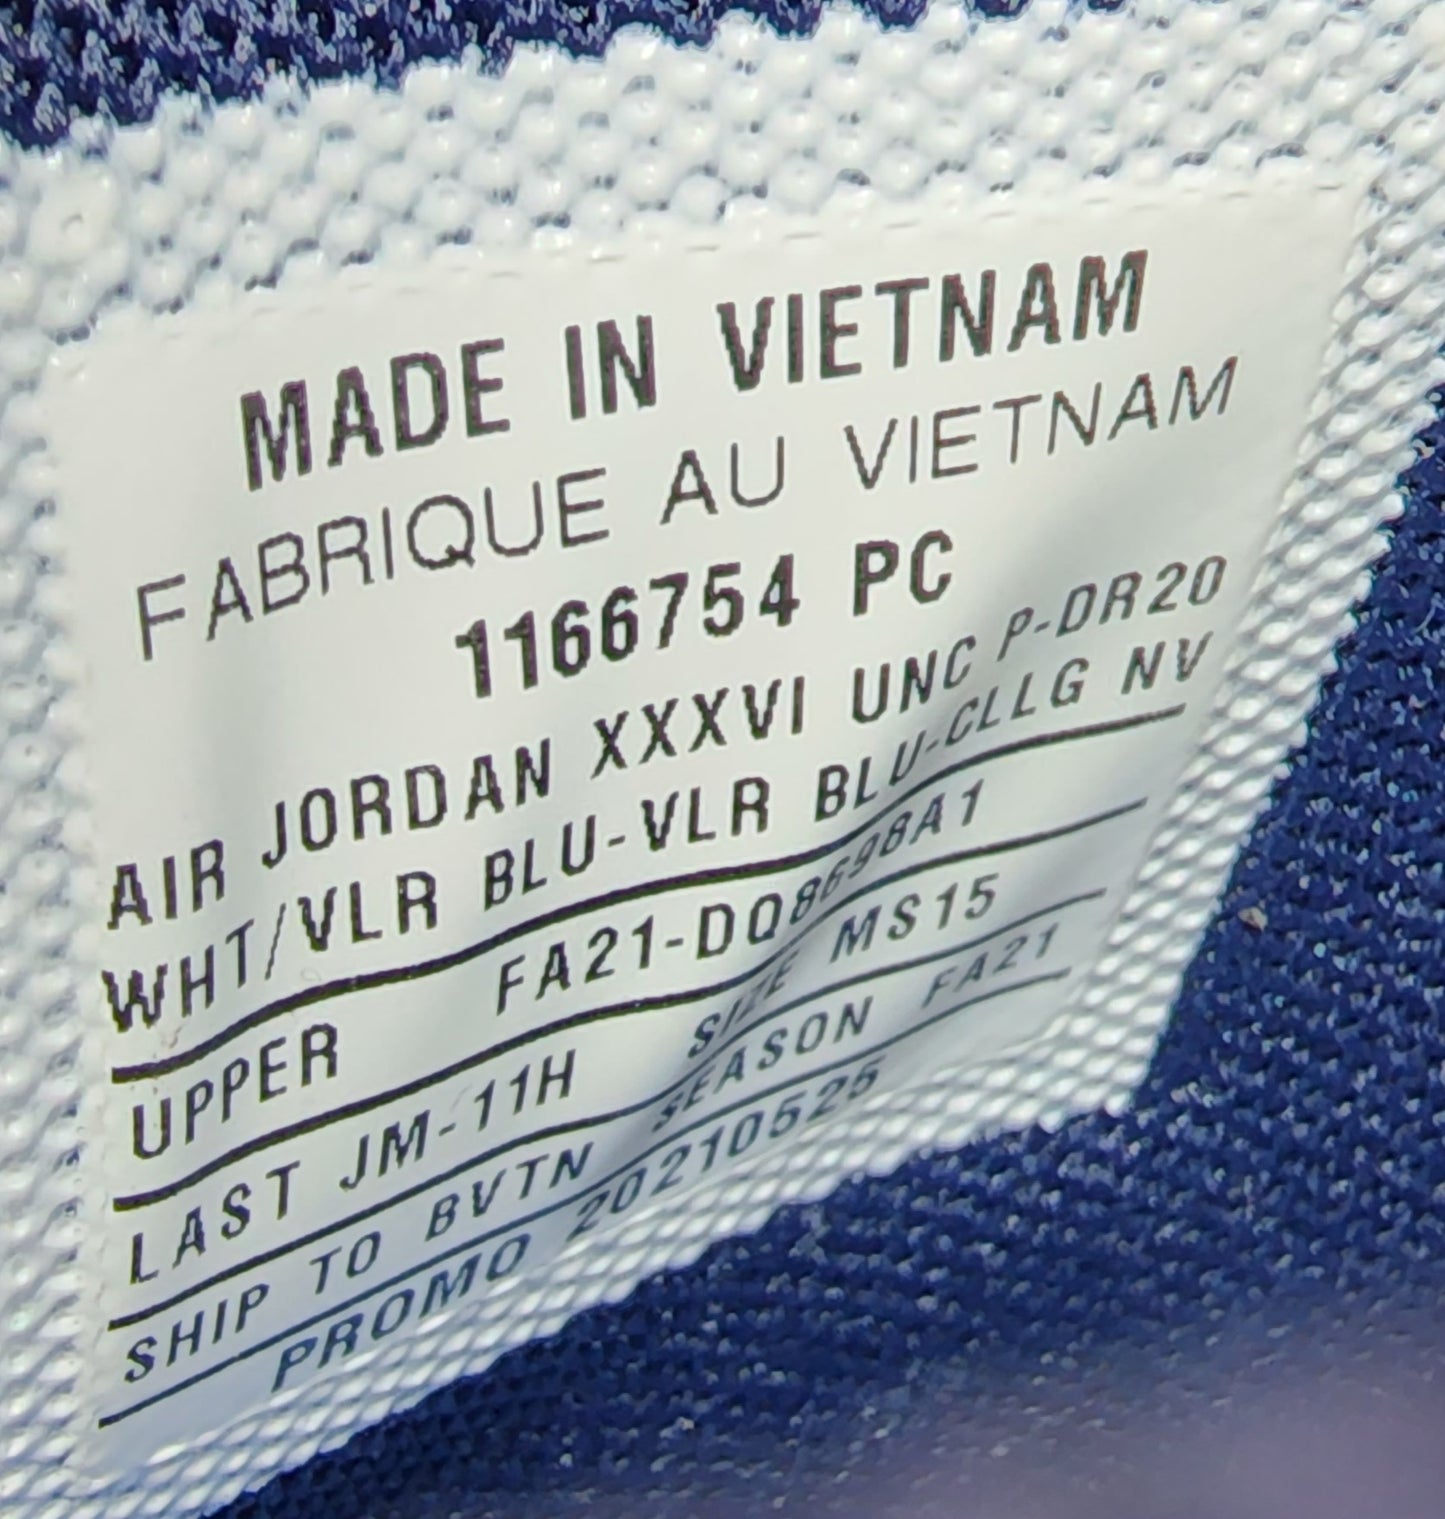 MADE IN VIETNAM
FABRIQUE AU VIETNAM
1166754 PC
AIR JORDAN XXXVI UNC P-DR20
WHT/VLR BLU-VLR BLU-CLLG NV
UPPER FA21-DQ8698A1
LAST JM-11H SIZE MS15
SHIP TO BVTN SEASON FA21
PROMO 20210525